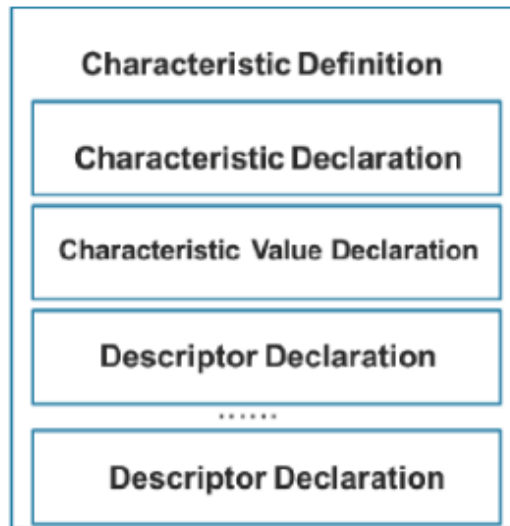 Characteristic Definition
Characteristic Declaration
Characteristic Value Declaration
Descriptor Declaration
......
Descriptor Declaration